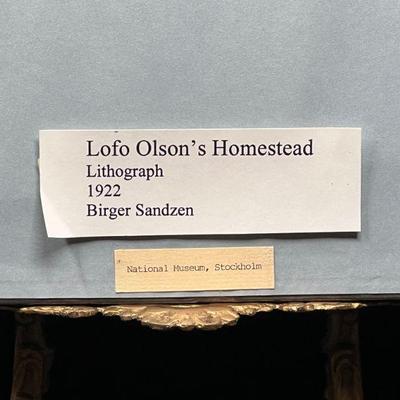 Lofo Olson's Homestead
Lithograph
1922
Birger Sandzen
National Museum, Stockholm